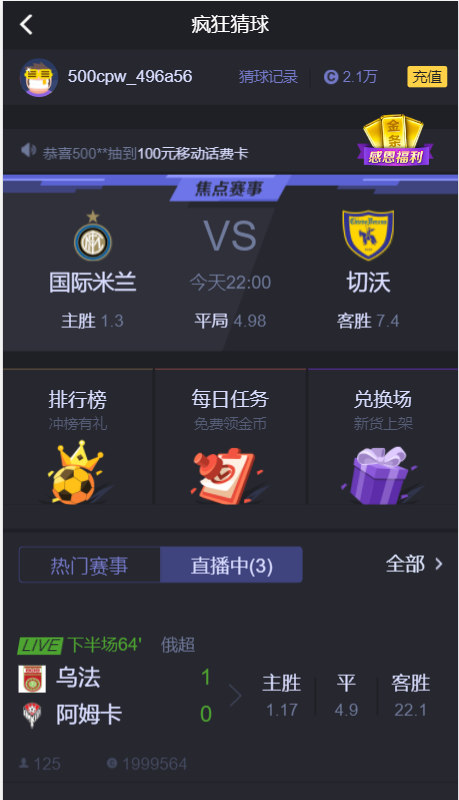 疯狂猜球
500cpw_496a56 猜球记录 2.1万 充值
恭喜500**抽到100元移动话费卡
金条
感恩福利
焦点赛事
VS
国际米兰 今天22:00 切沃
主胜 1.3 平局 4.98 客胜 7.4
排行榜 每日任务 兑换场
冲榜有礼 免费领金币 新货上架
热门赛事 直播中(3) 全部
LIVE 下半场64' 俄超
乌法 1 主胜 平 客胜
阿姆卡 0 1.17 4.9 22.1
125 1999564